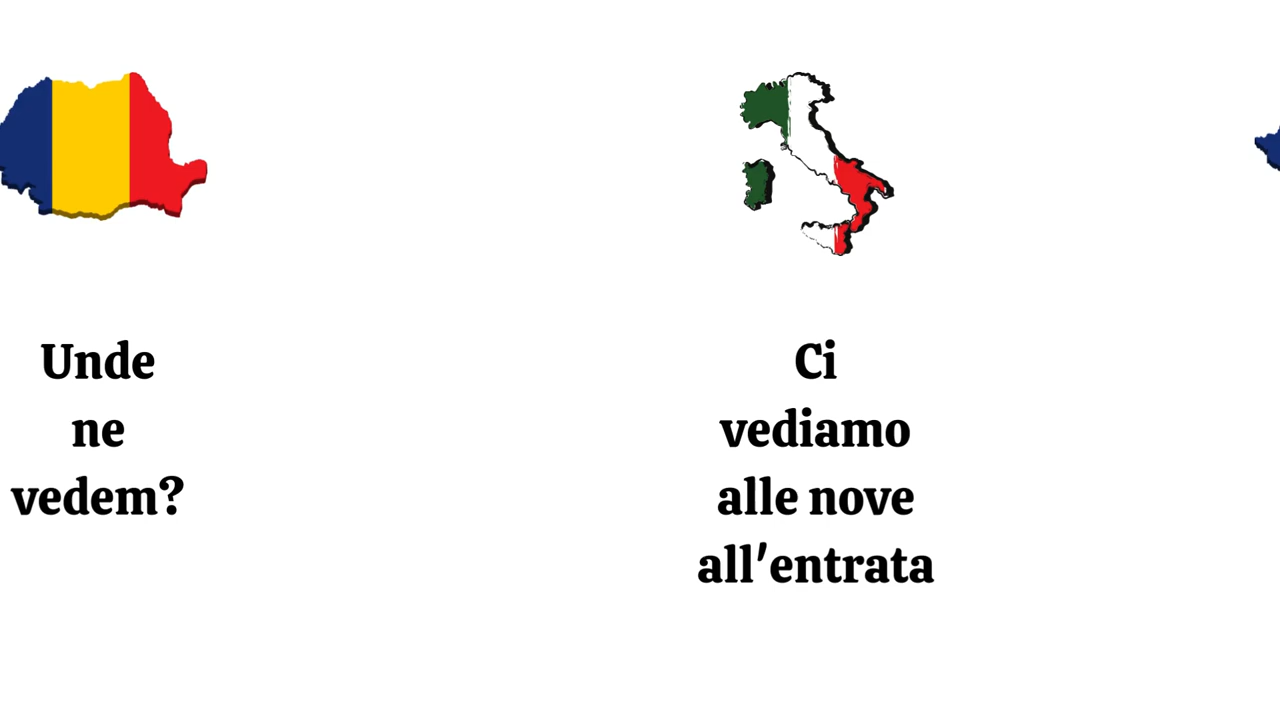 Unde
ne
vedem?
Ci
vediamo
alle nove
all'entrata